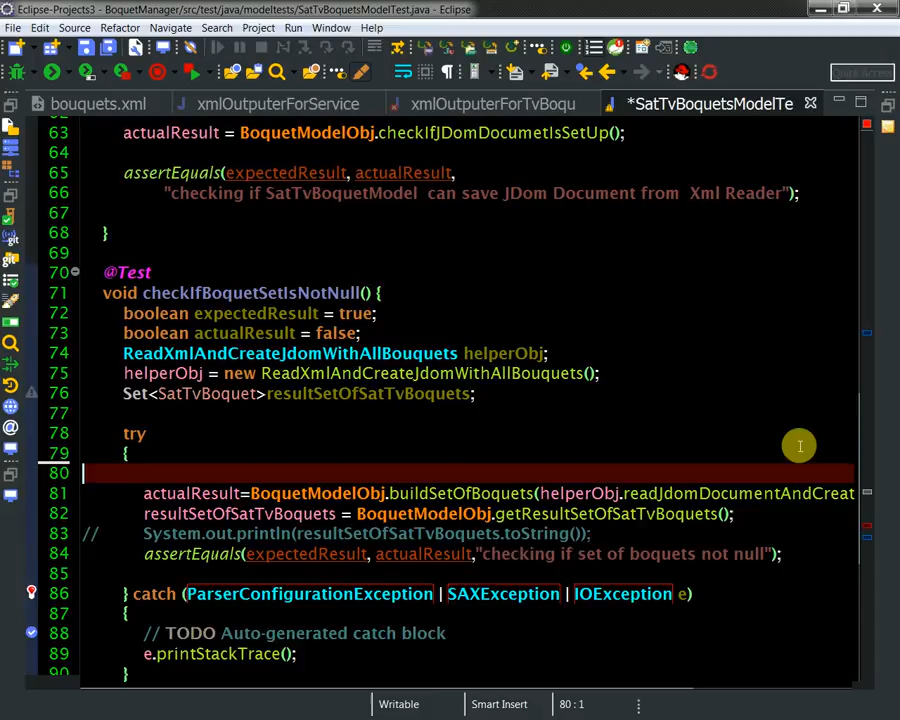 Eclipse-Projects3 - BoquetManager/src/test/java/modeltests/SatTvBoquetsModelTest.java - Eclipse
File Edit Source Refactor Navigate Search Project Run Window Help
Quick Access
bouquets.xml xmlOutputerForService xmlOutputerForTvBoqu *SatTvBoquetsModelTe
63 actualResult = BoquetModelObj.checkIfJDomDocumetIsSetUp();
64
65 assertEquals(expectedResult, actualResult,
66 "checking if SatTvBoquetModel can save JDom Document from Xml Reader");
67
68 }
69
70 @Test
71 void checkIfBoquetSetIsNotNull() {
72 boolean expectedResult = true;
73 boolean actualResult = false;
74 ReadXmlAndCreateJdomWithAllBouquets helperObj;
75 helperObj = new ReadXmlAndCreateJdomWithAllBouquets();
76 Set<SatTvBoquet>resultSetOfSatTvBoquets;
77
78 try
79 {
80
81 actualResult=BoquetModelObj.buildSetOfBoquets(helperObj.readJdomDocumentAndCreat
82 resultSetOfSatTvBoquets = BoquetModelObj.getResultSetOfSatTvBoquets();
83 // System.out.println(resultSetOfSatTvBoquets.toString());
84 assertEquals(expectedResult, actualResult,"checking if set of boquets not null");
85
86 } catch (ParserConfigurationException | SAXException | IOException e)
87 {
88 // TODO Auto-generated catch block
89 e.printStackTrace();
90 }
Writable Smart Insert 80 : 1